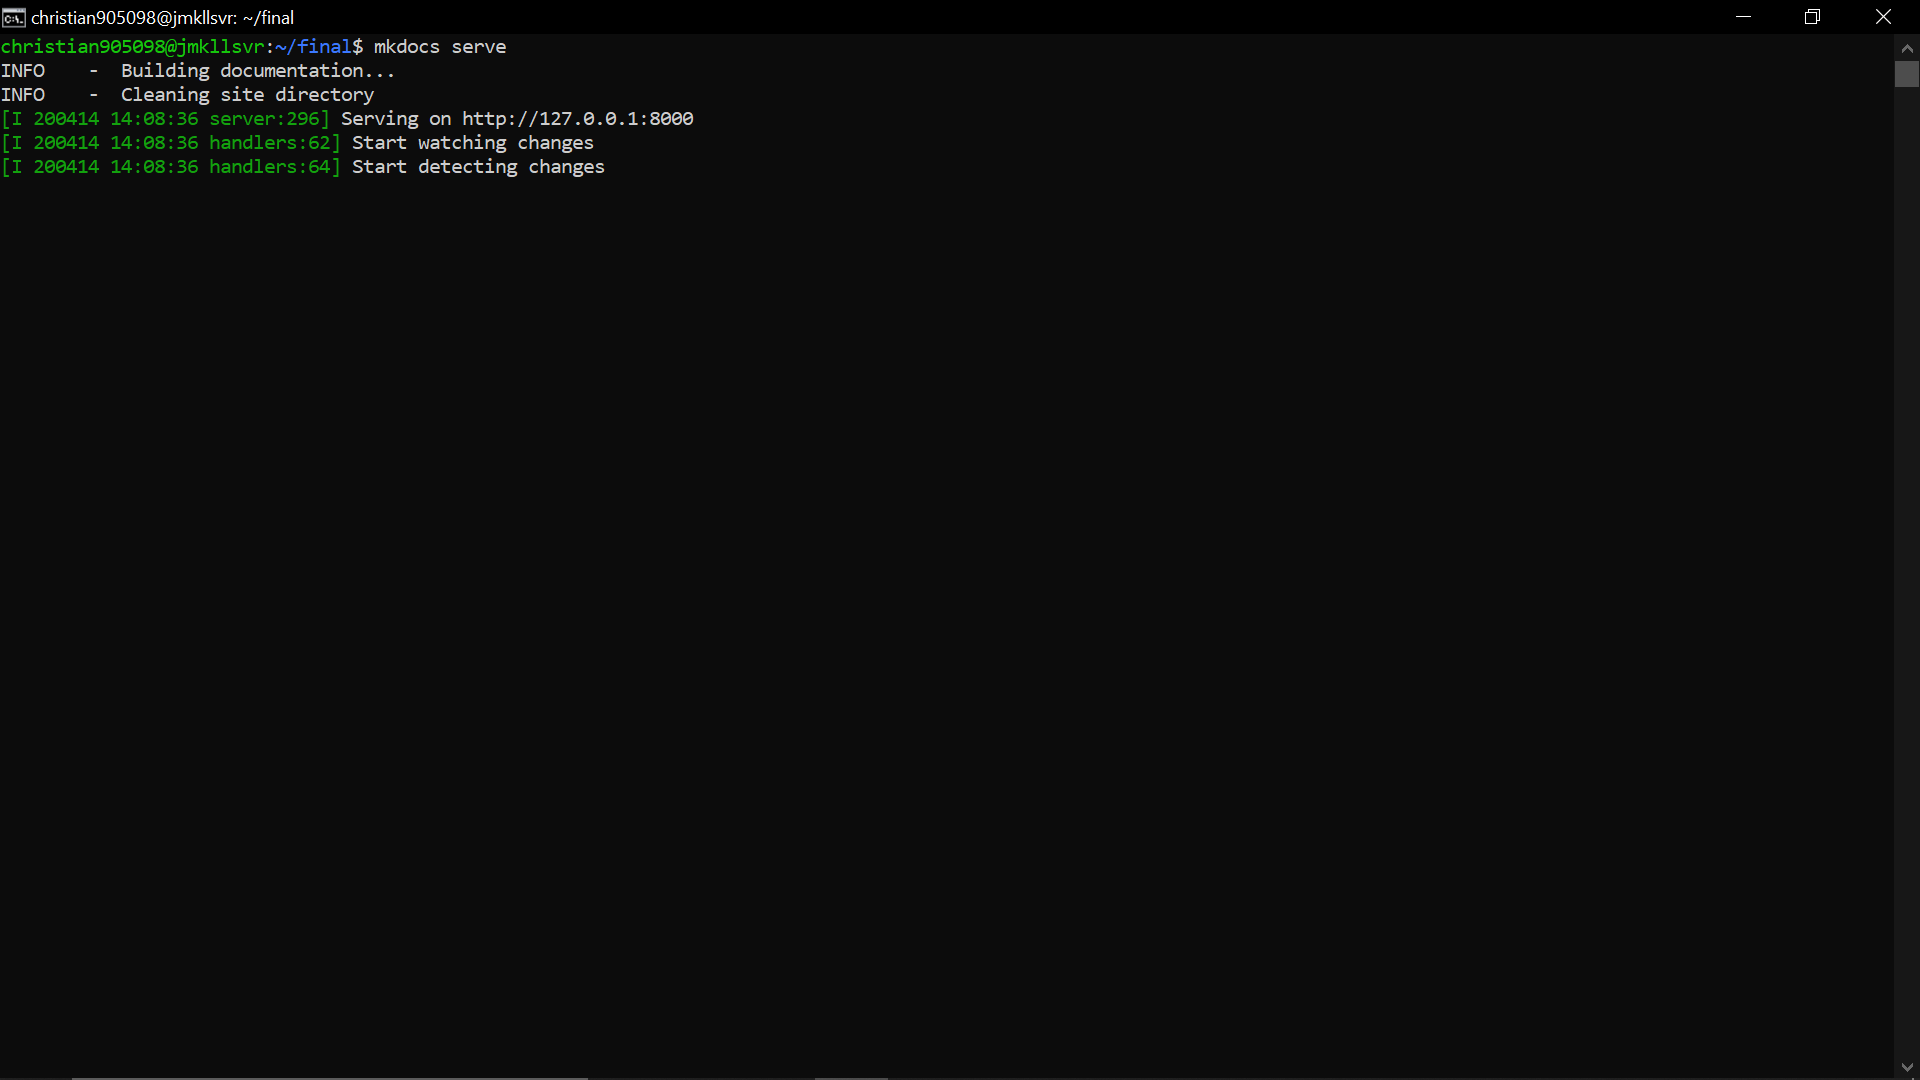 christian905098@jmkllsvr: ~/final
christian905098@jmkllsvr:~/final$ mkdocs serve
INFO    -  Building documentation...
INFO    -  Cleaning site directory
[I 200414 14:08:36 server:296] Serving on http://127.0.0.1:8000
[I 200414 14:08:36 handlers:62] Start watching changes
[I 200414 14:08:36 handlers:64] Start detecting changes